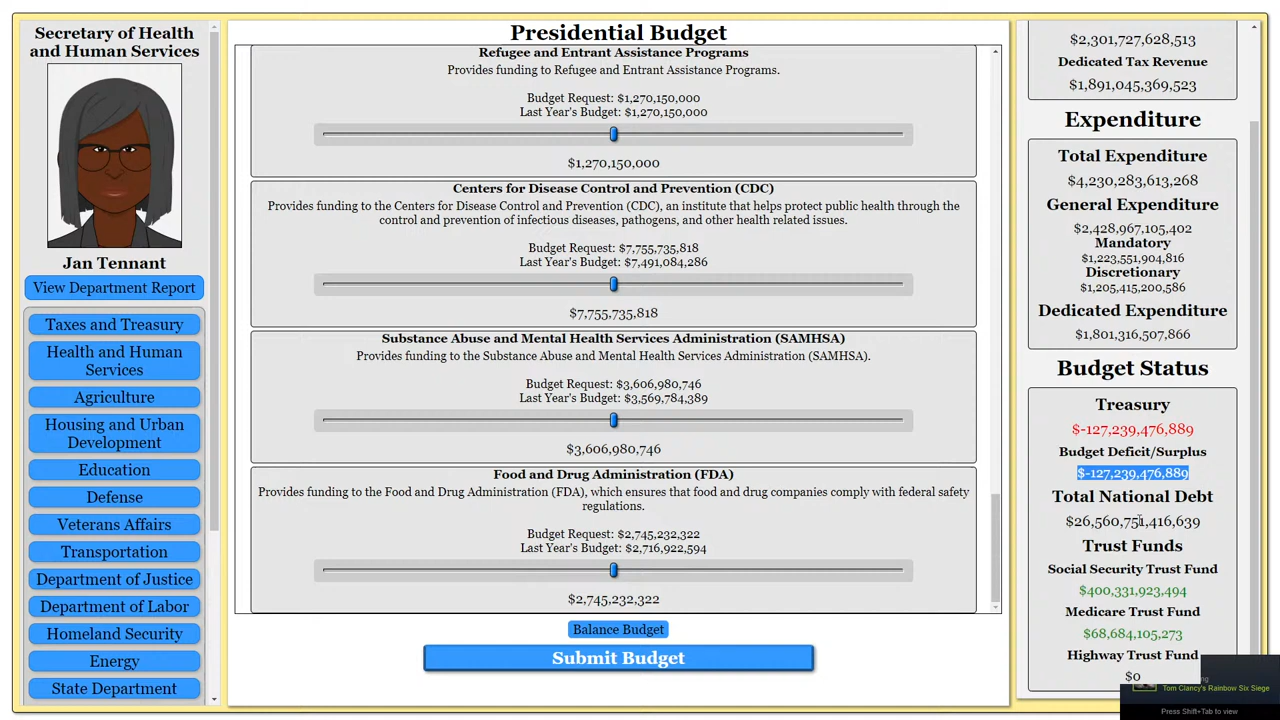 Secretary of Health
and Human Services
Jan Tennant
View Department Report
Taxes and Treasury
Health and Human
Services
Agriculture
Housing and Urban
Development
Education
Defense
Veterans Affairs
Transportation
Department of Justice
Department of Labor
Homeland Security
Energy
State Department
Presidential Budget
Refugee and Entrant Assistance Programs
Provides funding to Refugee and Entrant Assistance Programs.
Budget Request: $1,270,150,000
Last Year's Budget: $1,270,150,000
$1,270,150,000
Centers for Disease Control and Prevention (CDC)
Provides funding to the Centers for Disease Control and Prevention (CDC), an institute that helps protect public health through the
control and prevention of infectious diseases, pathogens, and other health related issues.
Budget Request: $7,755,735,818
Last Year's Budget: $7,491,084,286
$7,755,735,818
Substance Abuse and Mental Health Services Administration (SAMHSA)
Provides funding to the Substance Abuse and Mental Health Services Administration (SAMHSA).
Budget Request: $3,606,980,746
Last Year's Budget: $3,569,784,389
$3,606,980,746
Food and Drug Administration (FDA)
Provides funding to the Food and Drug Administration (FDA), which ensures that food and drug companies comply with federal safety
regulations.
Budget Request: $2,745,232,322
Last Year's Budget: $2,716,922,594
$2,745,232,322
Balance Budget
Submit Budget
$2,301,727,628,513
Dedicated Tax Revenue
$1,891,045,369,523
Expenditure
Total Expenditure
$4,230,283,613,268
General Expenditure
$2,428,967,105,402
Mandatory
$1,223,551,904,816
Discretionary
$1,205,415,200,586
Dedicated Expenditure
$1,801,316,507,866
Budget Status
Treasury
$-127,239,476,889
Budget Deficit/Surplus
$-127,239,476,889
Total National Debt
$26,560,751,416,639
Trust Funds
Social Security Trust Fund
$400,331,923,494
Medicare Trust Fund
$68,684,105,273
Highway Trust Fund
$0
Tom Clancy's Rainbow Six Siege
Press Shift+Tab to view